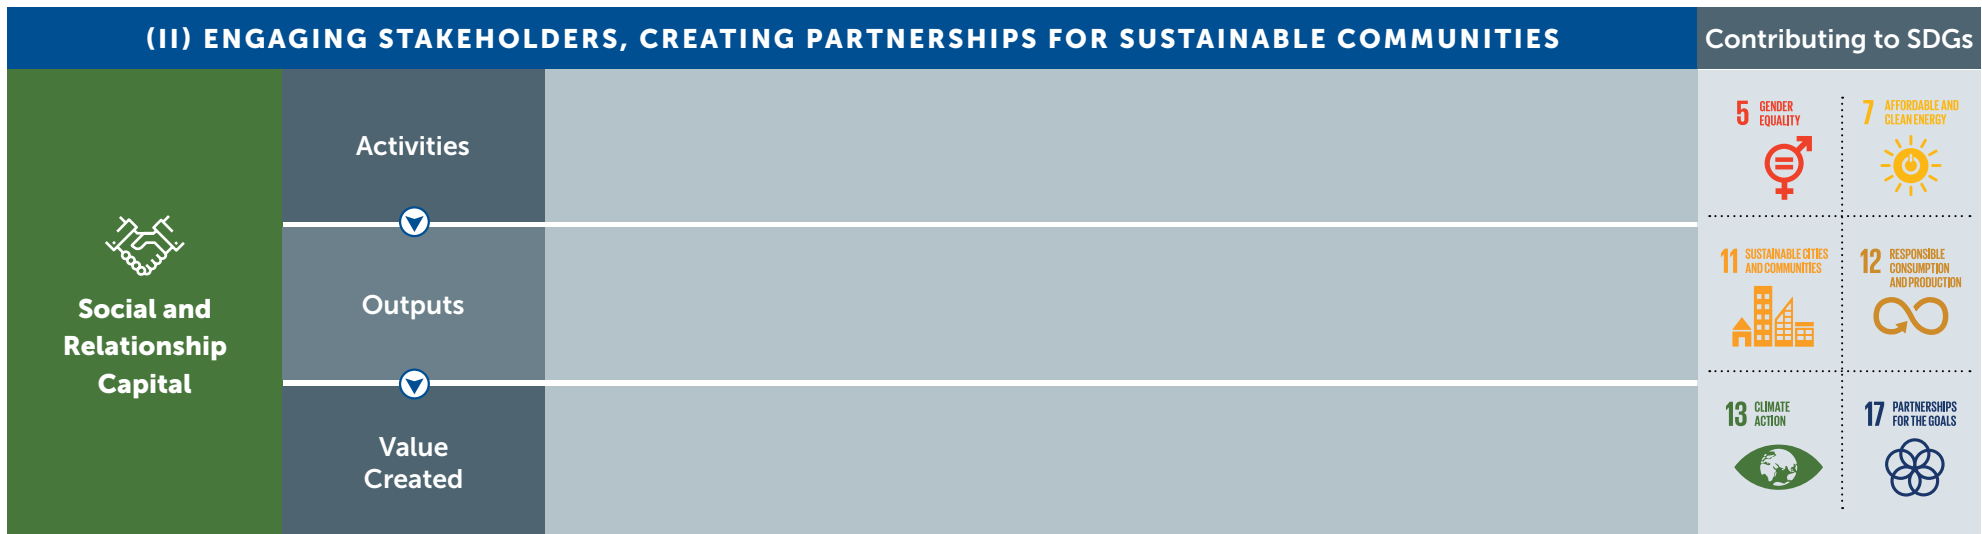 (II) ENGAGING STAKEHOLDERS, CREATING PARTNERSHIPS FOR SUSTAINABLE COMMUNITIES
Contributing to SDGs
Social and
Relationship
Capital
Activities
Outputs
Value
Created
5 GENDER
EQUALITY
7 AFFORDABLE AND
CLEAN ENERGY
11 SUSTAINABLE CITIES
AND COMMUNITIES
12 RESPONSIBLE
CONSUMPTION
AND PRODUCTION
13 CLIMATE
ACTION
17 PARTNERSHIPS
FOR THE GOALS